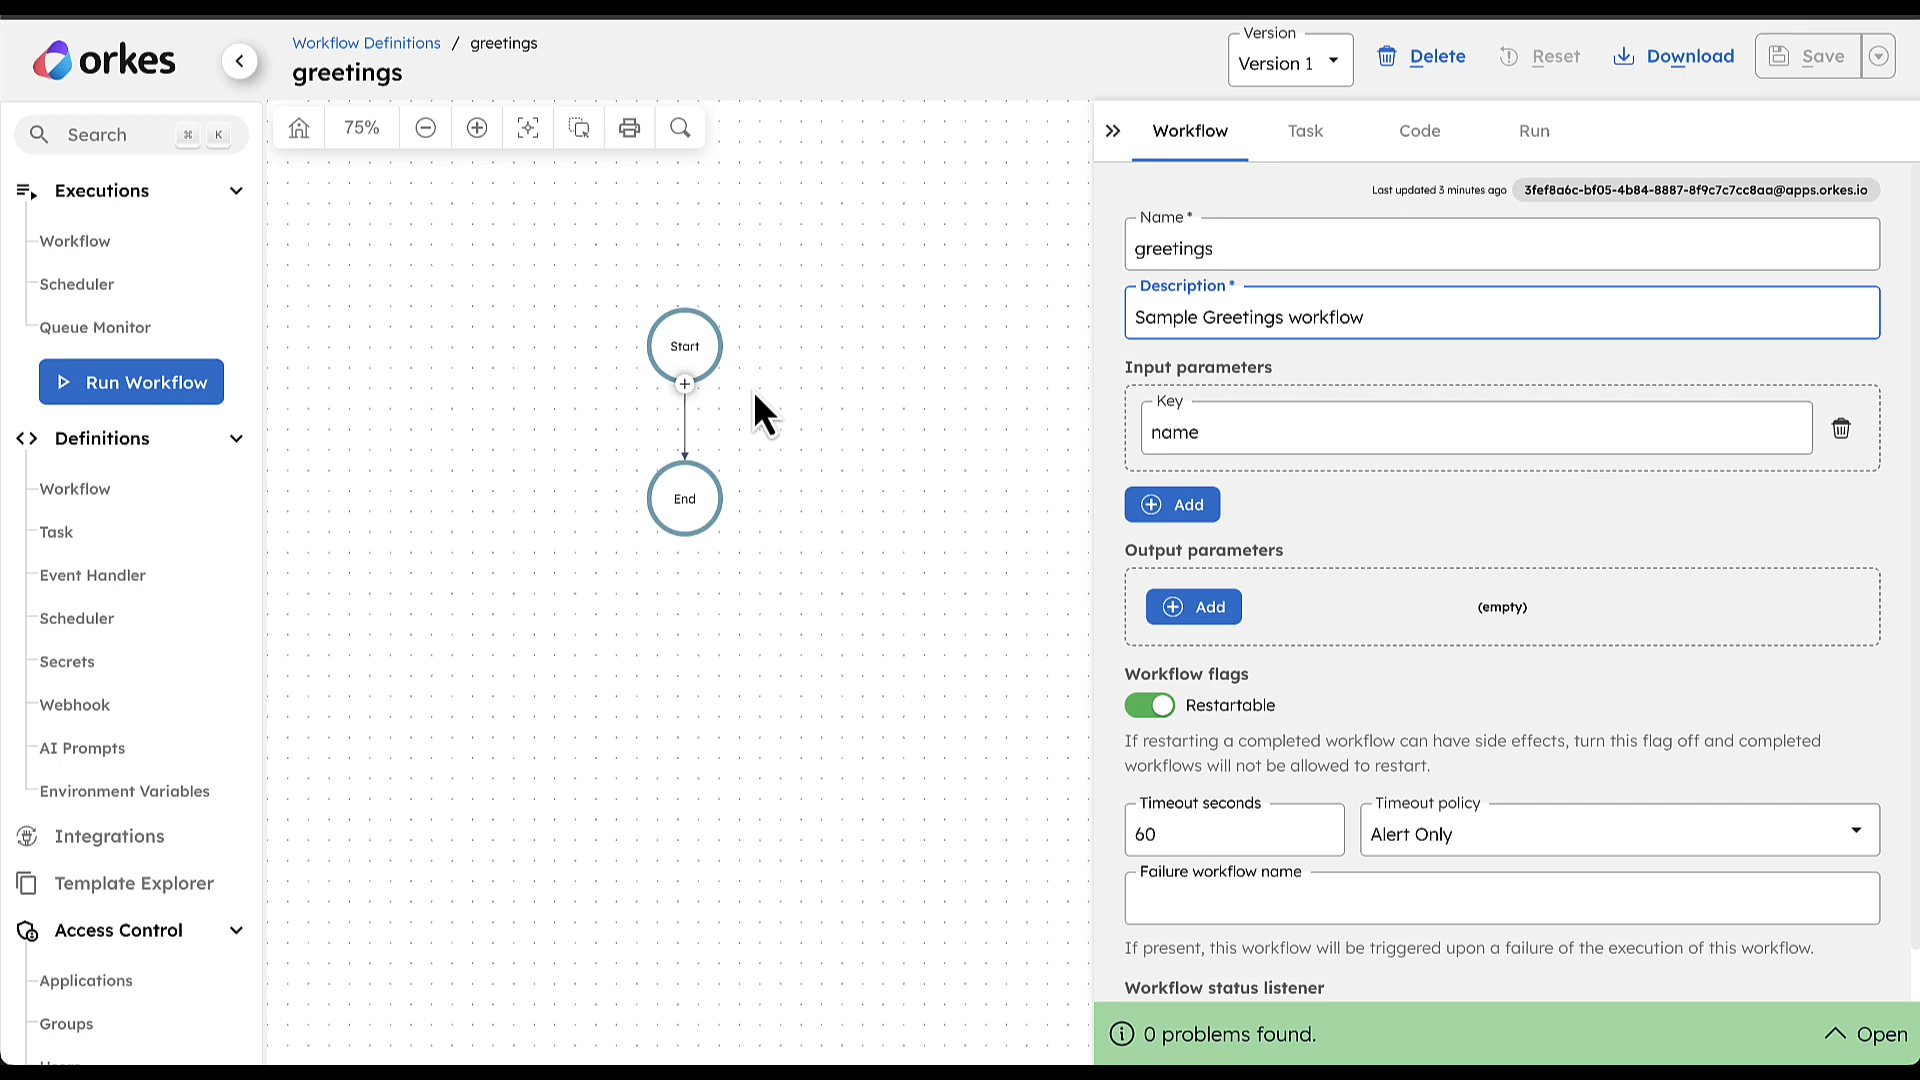 orkes
Workflow Definitions / greetings
greetings
Version
Version 1
Delete
Reset
Download
Save
Search
⌘ K
Executions
Workflow
Scheduler
Queue Monitor
Run Workflow
Definitions
Workflow
Task
Event Handler
Scheduler
Secrets
Webhook
AI Prompts
Environment Variables
Integrations
Template Explorer
Access Control
Applications
Groups
75%
Start
End
Workflow
Task
Code
Run
Last updated 3 minutes ago
3fef8a6c-bf05-4b84-8887-8f9c7c7cc8aa@apps.orkes.io
Name *
greetings
Description *
Sample Greetings workflow
Input parameters
Key
name
Add
Output parameters
Add
(empty)
Workflow flags
Restartable
If restarting a completed workflow can have side effects, turn this flag off and completed
workflows will not be allowed to restart.
Timeout seconds
60
Timeout policy
Alert Only
Failure workflow name
If present, this workflow will be triggered upon a failure of the execution of this workflow.
Workflow status listener
0 problems found.
Open